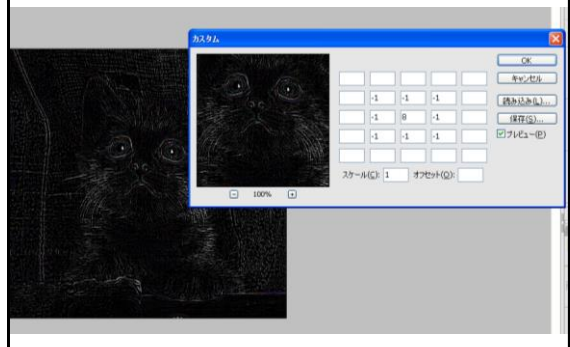 カスタム
OK
キャンセル
読み込み(L)...
保存(S)...
プレビュー(P)
-1 -1 -1
-1 8 -1
-1 -1 -1
スケール(C): 1 オフセット(O):
- 100% +